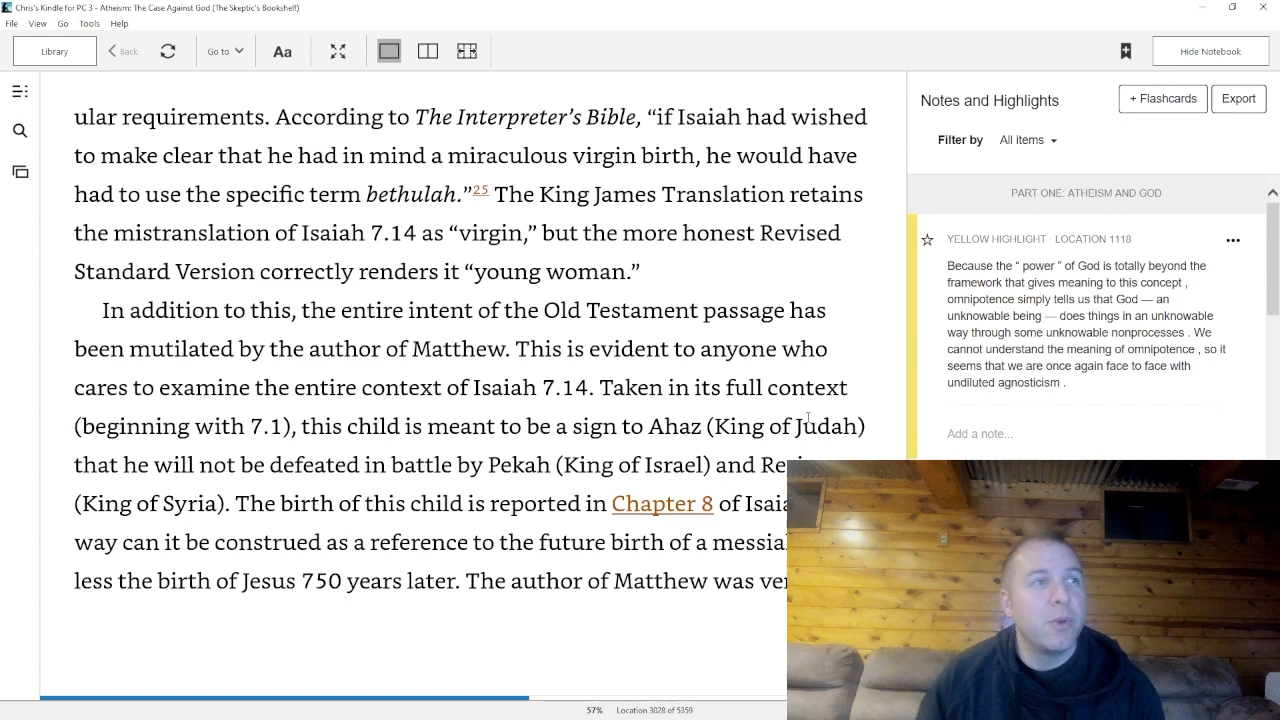 Chris's Kindle for PC 3 - Atheism: The Case Against God (The Skeptic's Bookshelf)
File View Go Tools Help
Library Back Go to Aa Hide Notebook
ular requirements. According to The Interpreter's Bible, “if Isaiah had wished
to make clear that he had in mind a miraculous virgin birth, he would have
had to use the specific term bethulah.”25 The King James Translation retains
the mistranslation of Isaiah 7.14 as “virgin,” but the more honest Revised
Standard Version correctly renders it “young woman.”
In addition to this, the entire intent of the Old Testament passage has
been mutilated by the author of Matthew. This is evident to anyone who
cares to examine the entire context of Isaiah 7.14. Taken in its full context
(beginning with 7.1), this child is meant to be a sign to Ahaz (King of Judah)
that he will not be defeated in battle by Pekah (King of Israel) and
(King of Syria). The birth of this child is reported in Chapter 8 of
way can it be construed as a reference to the future birth of a
less the birth of Jesus 750 years later. The author of Matthew was
57% Location 3028 of 5359
Notes and Highlights
+ Flashcards
Export
Filter by All items
PART ONE: ATHEISM AND GOD
YELLOW HIGHLIGHT · LOCATION 1118
Because the “ power ” of God is totally beyond the
framework that gives meaning to this concept ,
omnipotence simply tells us that God — an
unknowable being — does things in an unknowable
way through some unknowable nonprocesses . We
cannot understand the meaning of omnipotence , so it
seems that we are once again face to face with
undiluted agnosticism .
Add a note...